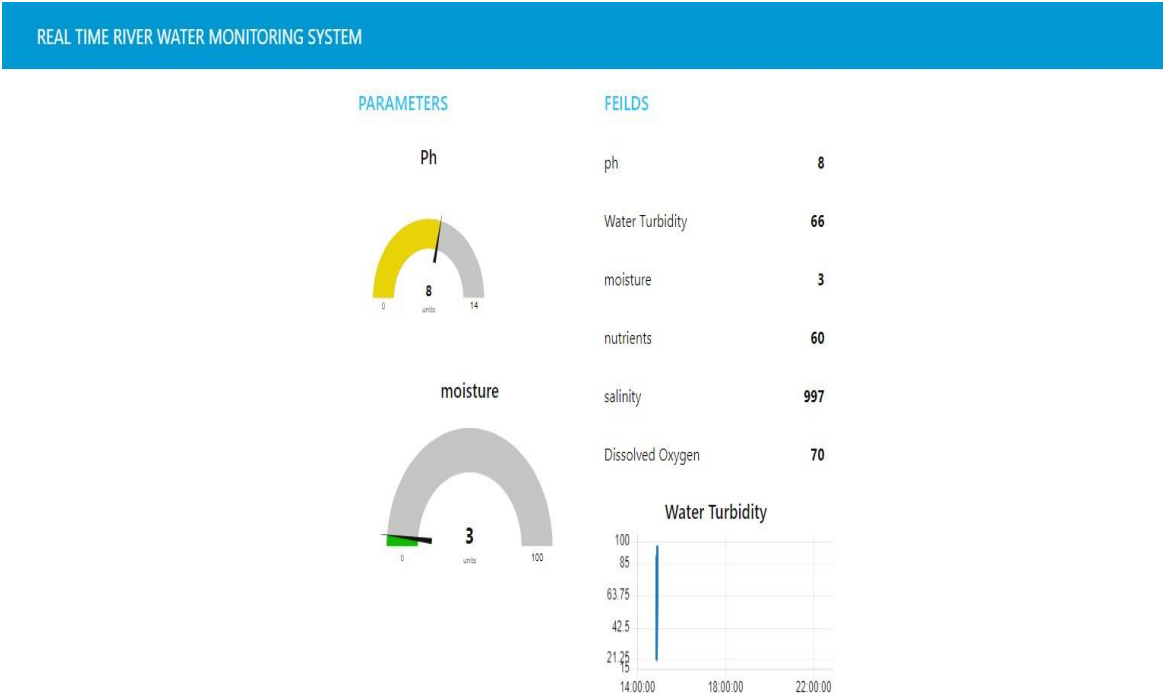 REAL TIME RIVER WATER MONITORING SYSTEM
PARAMETERS
Ph
8
units
0
14
moisture
3
units
0
100
FEILDS
ph 8
Water Turbidity 66
moisture 3
nutrients 60
salinity 997
Dissolved Oxygen 70
Water Turbidity
100
85
63.75
42.5
21.25
15
14:00:00 18:00:00 22:00:00